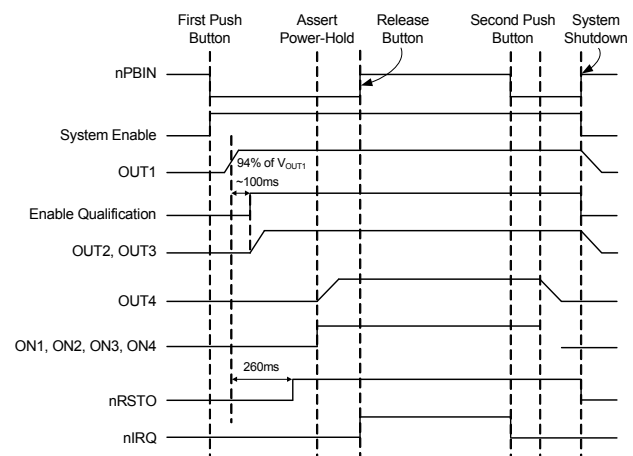 First Push
Button
Assert
Power-Hold
Release
Button
Second Push
Button
System
Shutdown
nPBIN
System Enable
OUT1
94% of VOUT1
~100ms
Enable Qualification
OUT2, OUT3
OUT4
ON1, ON2, ON3, ON4
260ms
nRSTO
nIRQ